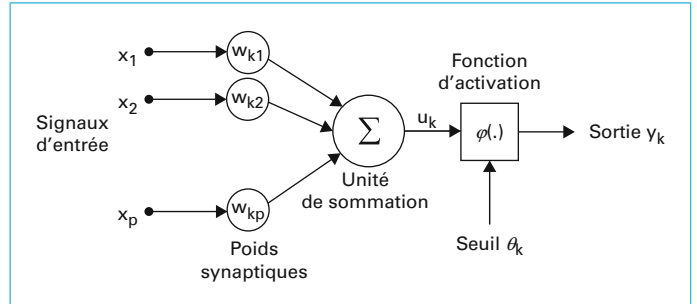 x1
wk1
x2
wk2
Signaux
d'entrée
xp
wkp
Poids
synaptiques
Σ
Unité
de sommation
uk
Fonction
d'activation
φ(.)
Sortie yk
Seuil θk